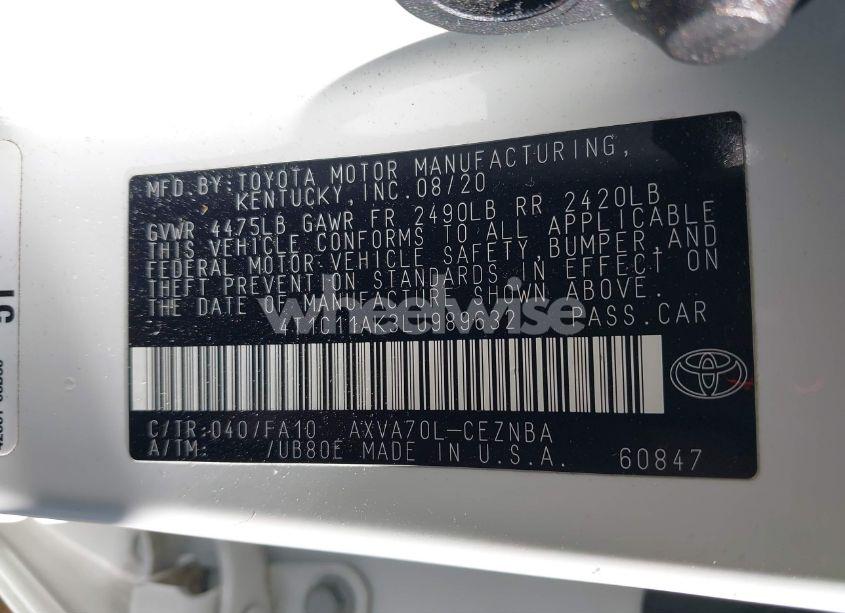 MFD. BY: TOYOTA MOTOR MANUFACTURING,
KENTUCKY, INC. 08/20
GVWR 4475LB GAWR FR 2490LB RR 2420LB
THIS VEHICLE CONFORMS TO ALL APPLICABLE
FEDERAL MOTOR VEHICLE SAFETY, BUMPER, AND
THEFT PREVENTION STANDARDS IN EFFECT ON
THE DATE OF MANUFACTURE SHOWN ABOVE.
PASS. CAR
wheelwise
C/TR: 040/FA10 AXVA70L-CEZNBA
A/TM: /UB80E MADE IN U.S.A. 60847